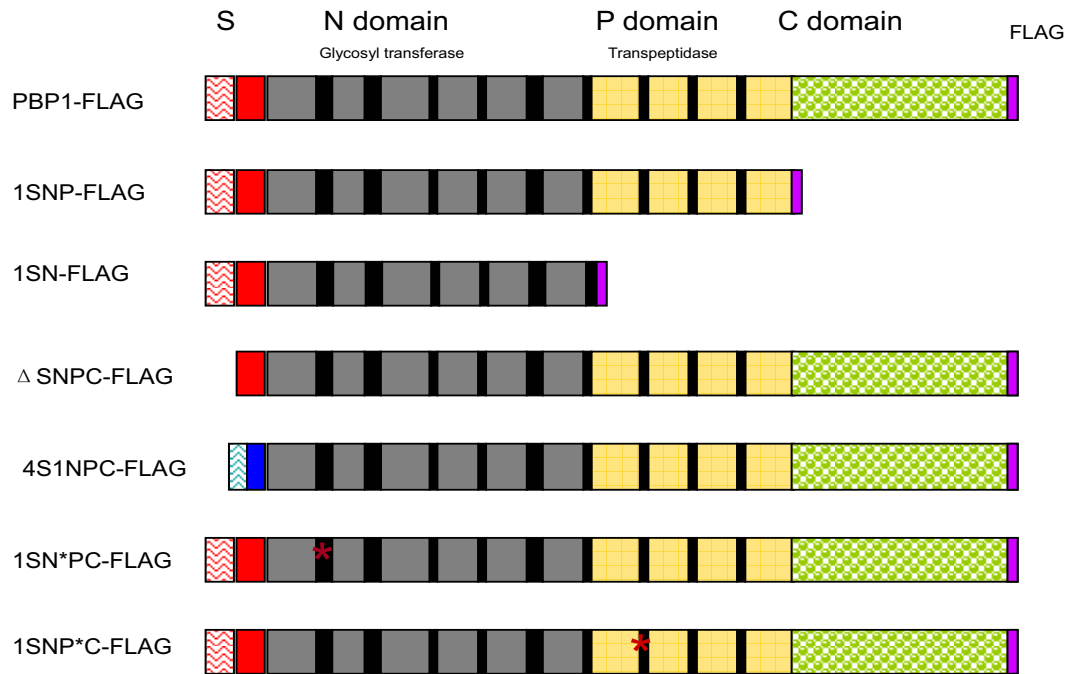 S N domain P domain C domain
FLAG
Glycosyl transferase Transpeptidase
PBP1-FLAG
1SNP-FLAG
1SN-FLAG
Δ SNPC-FLAG
4S1NPC-FLAG
1SN*PC-FLAG
*
1SNP*C-FLAG
*